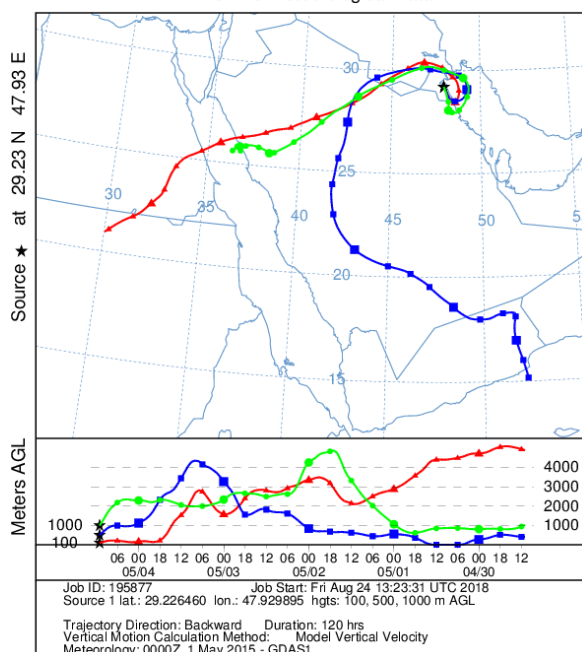 Source ★ at 29.23 N 47.93 E
30
25
20
15
30
35
40
45
50
Meters AGL
4000
3000
2000
1000
1000
100
06 00 18 12 06 00 18 12 06 00 18 12 06 00 18 12 06 00 18 12
05/04 05/03 05/02 05/01 04/30
Job ID: 195877 Job Start: Fri Aug 24 13:23:31 UTC 2018
Source 1 lat.: 29.226460 lon.: 47.929895 hgts: 100, 500, 1000 m AGL
Trajectory Direction: Backward Duration: 120 hrs
Vertical Motion Calculation Method: Model Vertical Velocity
Meteorology: 0000Z 1 May 2015 - GDAS1